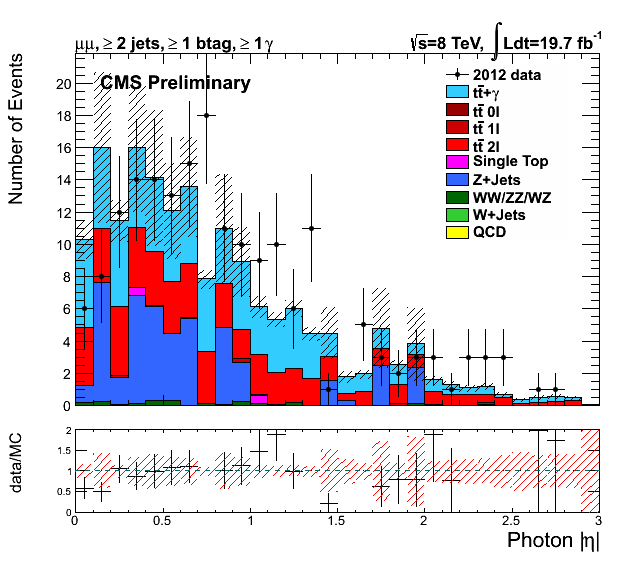 μμ, ≥ 2 jets, ≥ 1 btag, ≥ 1 γ √s=8 TeV, ∫ Ldt=19.7 fb⁻¹
CMS Preliminary
2012 data
tt̄+γ
tt̄ 0l
tt̄ 1l
tt̄ 2l
Single Top
Z+Jets
WW/ZZ/WZ
W+Jets
QCD
Number of Events
20
18
16
14
12
10
8
6
4
2
0
data/MC
2
1.5
1
0.5
0
0 0.5 1 1.5 2 2.5 3
Photon |η|